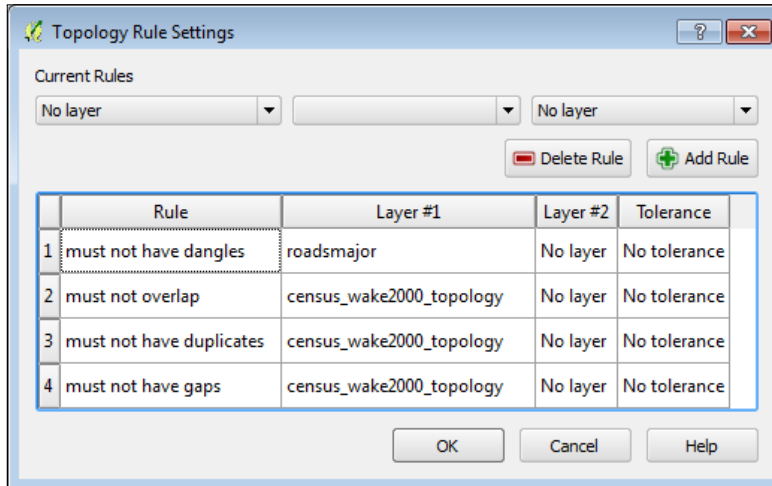 Topology Rule Settings
Current Rules
No layer
No layer
Delete Rule
Add Rule
Rule Layer #1 Layer #2 Tolerance
1 must not have dangles roadsmajor No layer No tolerance
2 must not overlap census_wake2000_topology No layer No tolerance
3 must not have duplicates census_wake2000_topology No layer No tolerance
4 must not have gaps census_wake2000_topology No layer No tolerance
OK Cancel Help